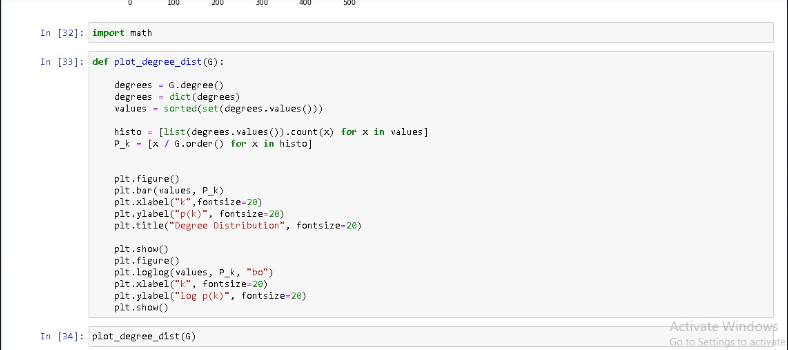 0 100 200 300 400 500
In [32]: import math
In [33]: def plot_degree_dist(G):
degrees = G.degree()
degrees = dict(degrees)
values = sorted(set(degrees.values()))
histo = [list(degrees.values()).count(x) for x in values]
P_k = [x / G.order() for x in histo]
plt.figure()
plt.bar(values, P_k)
plt.xlabel("k",fontsize=20)
plt.ylabel("p(k)", fontsize=20)
plt.title("Degree Distribution", fontsize=20)
plt.show()
plt.figure()
plt.loglog(values, P_k, "bo")
plt.xlabel("k", fontsize=20)
plt.ylabel("log p(k)", fontsize=20)
plt.show()
In [34]: plot_degree_dist(G)
Activate Windows
Go to Settings to activate